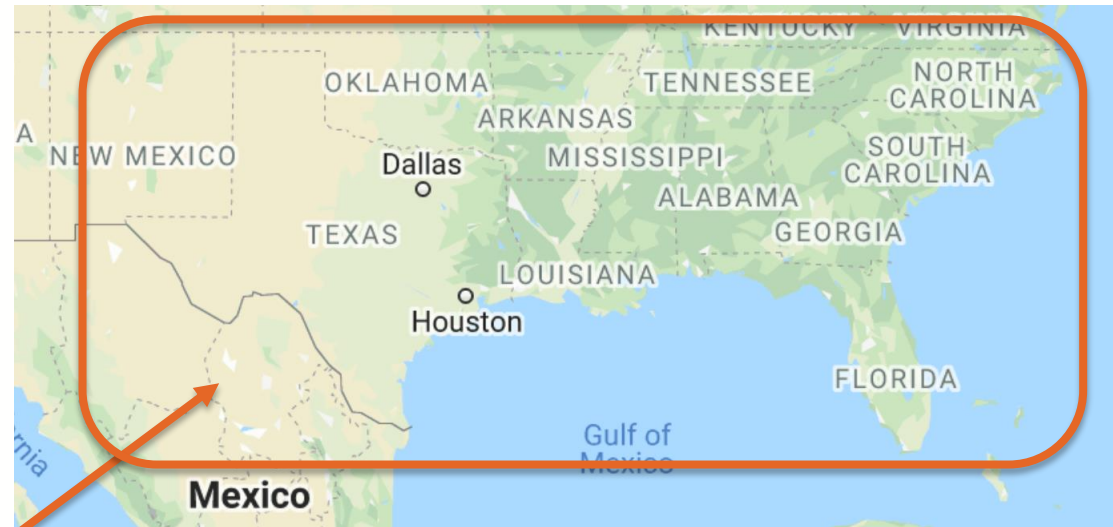 KENTUCKY
VIRGINIA
OKLAHOMA
TENNESSEE
NORTH
CAROLINA
ARKANSAS
A
NEW MEXICO
Dallas
MISSISSIPPI
SOUTH
CAROLINA
ALABAMA
TEXAS
GEORGIA
LOUISIANA
Houston
FLORIDA
Gulf of
Mexico
rnia
Mexico